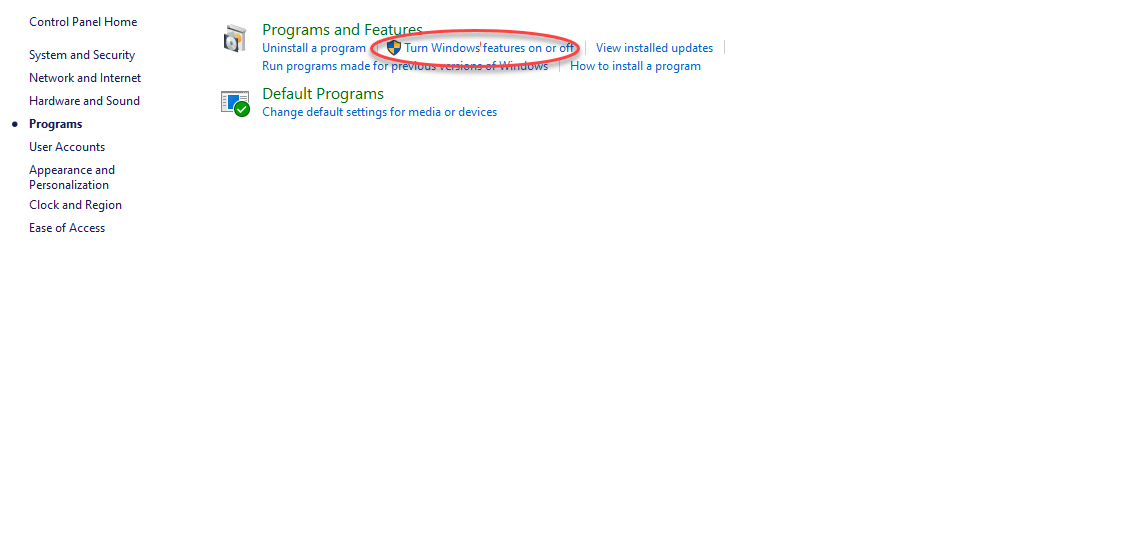 Control Panel Home
System and Security
Network and Internet
Hardware and Sound
Programs
User Accounts
Appearance and
Personalization
Clock and Region
Ease of Access
Programs and Features
Uninstall a program Turn Windows features on or off View installed updates
Run programs made for previous versions of Windows How to install a program
Default Programs
Change default settings for media or devices